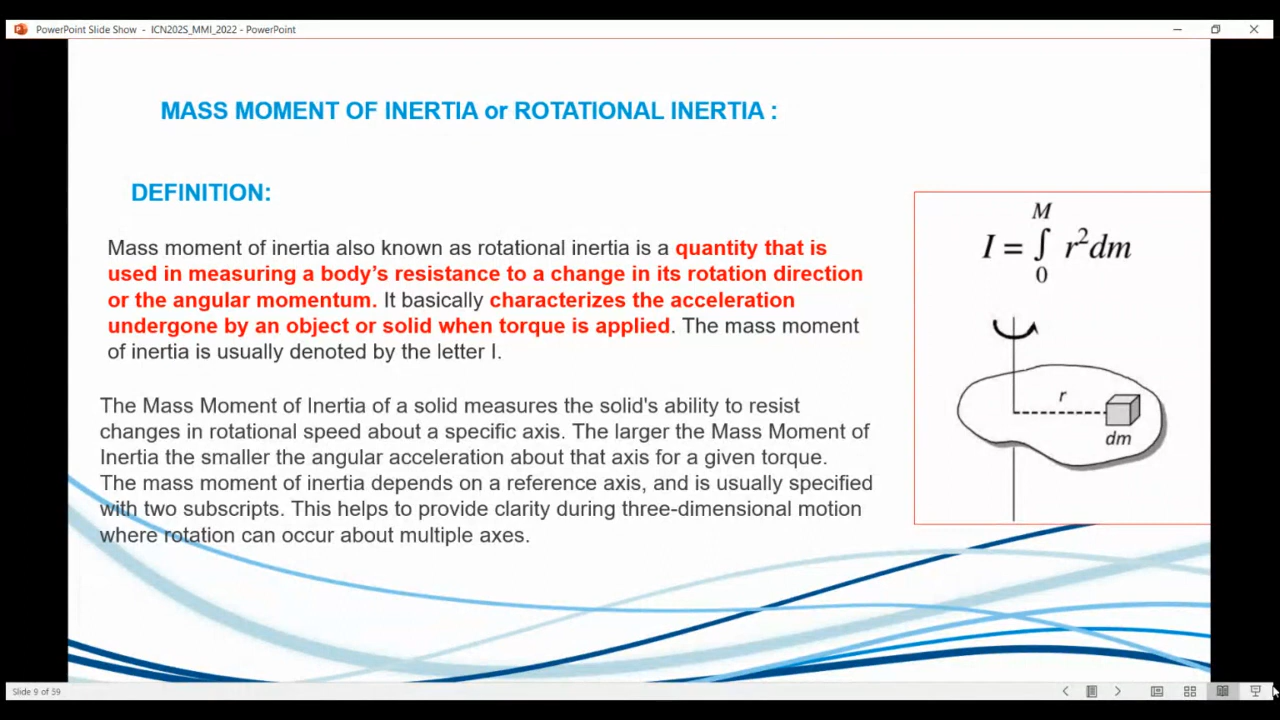 PowerPoint Slide Show - ICN202S_MMI_2022 - PowerPoint
MASS MOMENT OF INERTIA or ROTATIONAL INERTIA :
DEFINITION:
Mass moment of inertia also known as rotational inertia is a quantity that is
used in measuring a body's resistance to a change in its rotation direction
or the angular momentum. It basically characterizes the acceleration
undergone by an object or solid when torque is applied. The mass moment
of inertia is usually denoted by the letter I.
The Mass Moment of Inertia of a solid measures the solid's ability to resist
changes in rotational speed about a specific axis. The larger the Mass Moment of
Inertia the smaller the angular acceleration about that axis for a given torque.
The mass moment of inertia depends on a reference axis, and is usually specified
with two subscripts. This helps to provide clarity during three-dimensional motion
where rotation can occur about multiple axes.
M
I = ∫ r²dm
0
r
dm
Slide 9 of 59